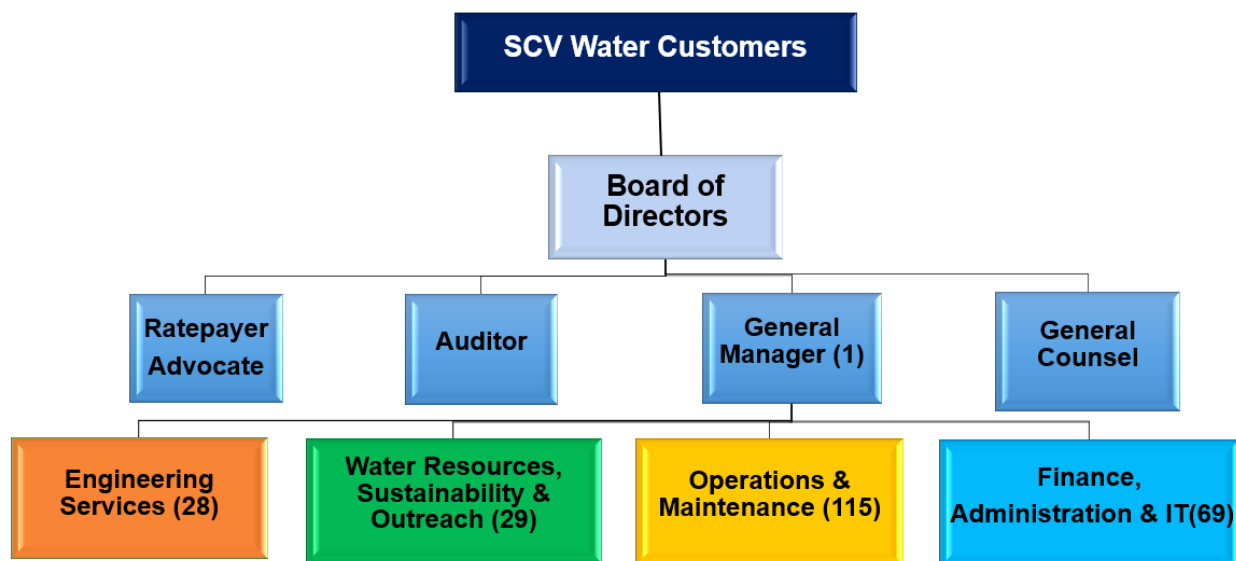 SCV Water Customers
Board of
Directors
Ratepayer
Advocate
Auditor
General
Manager (1)
General
Counsel
Engineering
Services (28)
Water Resources,
Sustainability &
Outreach (29)
Operations &
Maintenance (115)
Finance,
Administration & IT(69)